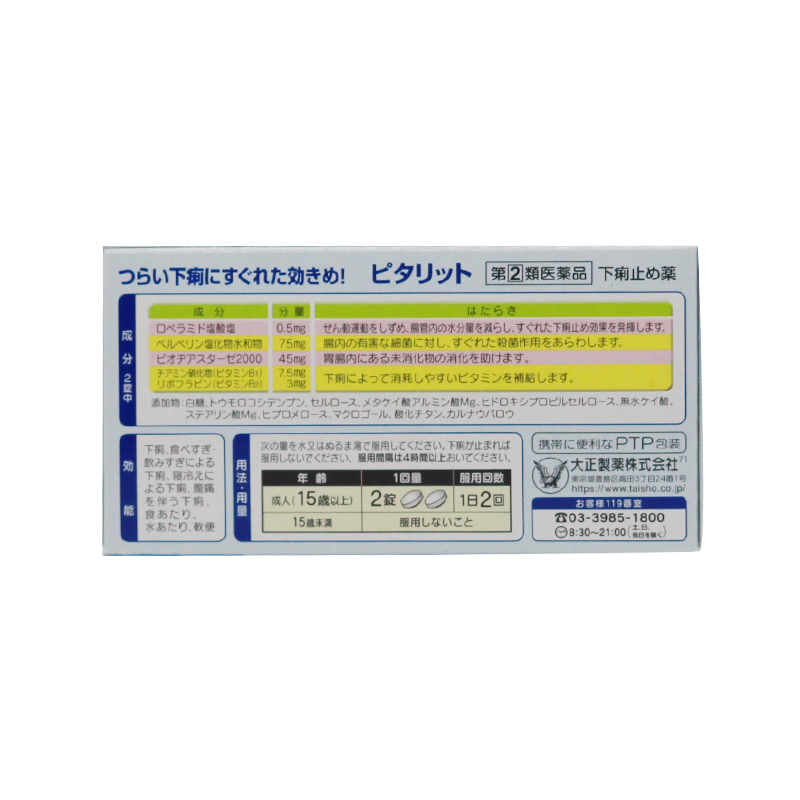 つらい下痢にすぐれた効きめ! ピタリット 第②類医薬品 下痢止め薬
成分 2錠中
成分 分量 はたらき
ロペラミド塩酸塩 0.5mg ぜん動運動をしずめ、腸管内の水分量を減らし、すぐれた下痢止め効果を発揮します。
ベルベリン塩化物水和物 75mg 腸内の有害な細菌に対し、すぐれた殺菌作用をあらわします。
ビオヂアスターゼ2000 45mg 胃腸内にある未消化物の消化を助けます。
チアミン硝化物(ビタミンB1) 7.5mg 下痢によって消耗しやすいビタミンを補給します。
リボフラビン(ビタミンB2) 3mg
添加物:白糖、トウモロコシデンプン、セルロース、メタケイ酸アルミン酸Mg、ヒドロキシプロピルセルロース、無水ケイ酸、
ステアリン酸Mg、ヒプロメロース、マクロゴール、酸化チタン、カルナウバロウ
効能
下痢、食べすぎ・
飲みすぎによる
下痢、寝冷えに
よる下痢、腹痛
を伴う下痢、
食あたり、
水あたり、軟便
用法・用量
次の量を水又はぬるま湯で服用してください。下痢が止まれば
服用しないでください。服用間隔は4時間以上おいてください。
年齢 1回量 服用回数
成人(15歳以上) 2錠 1日2回
15歳未満 服用しないこと
携帯に便利なPTP包装
大正製薬株式会社 71
東京都豊島区高田3丁目24番1号
https://www.taisho.co.jp/
お客様119番室
☎03-3985-1800
8:30~21:00(土、日、祝日を除く)